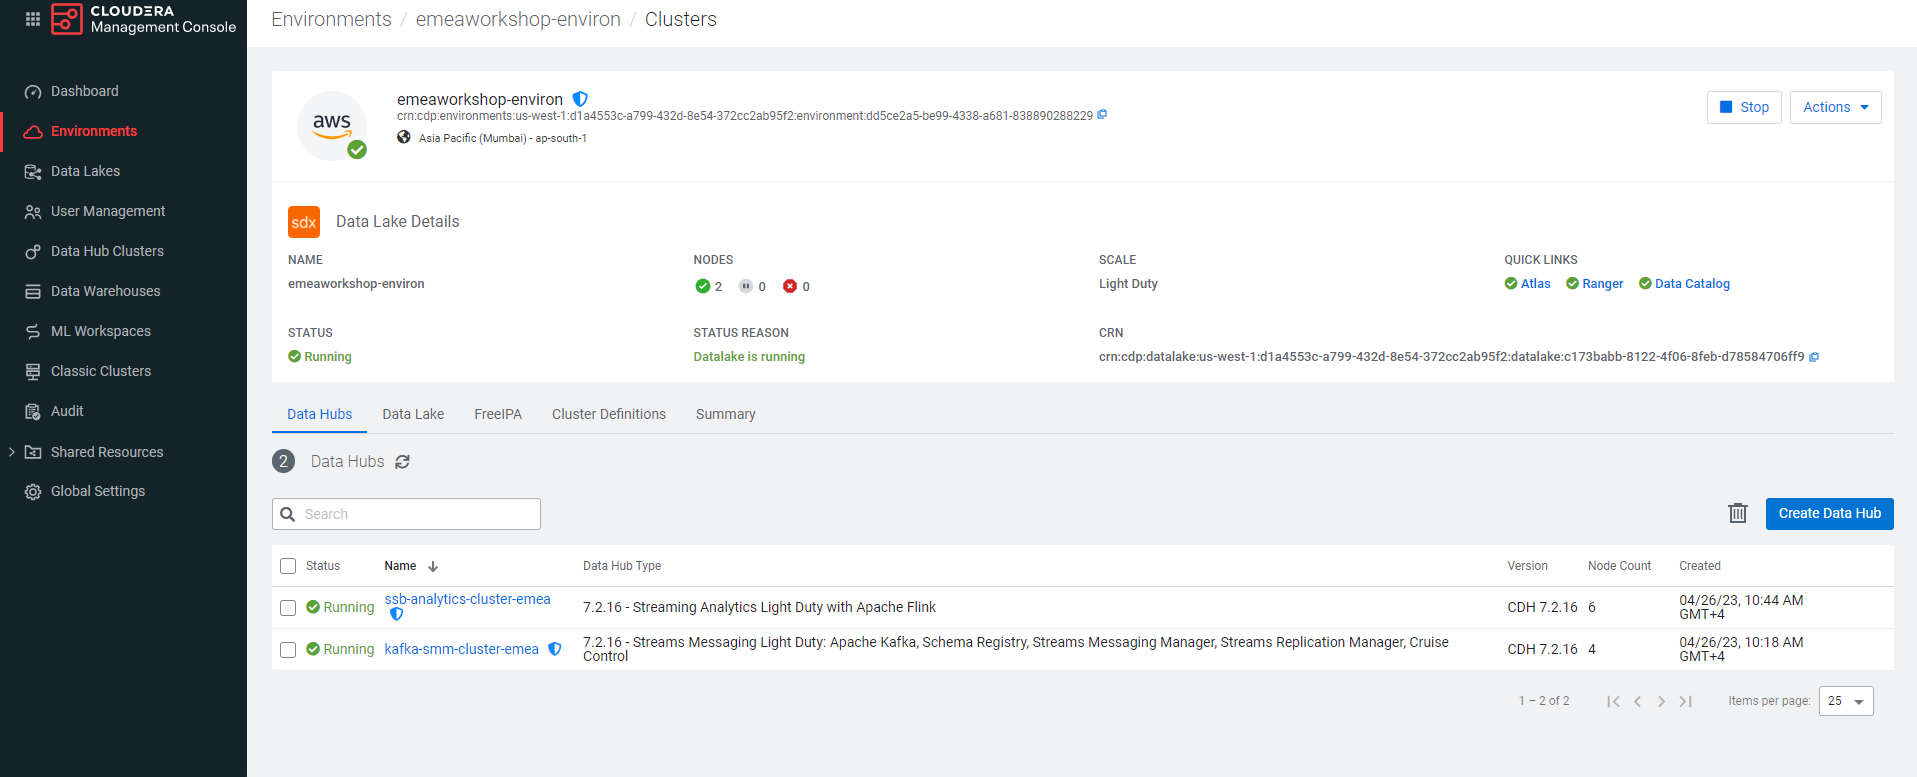 CLOUDERA
Management Console
Dashboard
Environments
Data Lakes
User Management
Data Hub Clusters
Data Warehouses
ML Workspaces
Classic Clusters
Audit
Shared Resources
Global Settings
Environments / emeaworkshop-environ / Clusters
aws
emeaworkshop-environ
crn:cdp:environments:us-west-1:d1a4553c-a799-432d-8e54-372cc2ab95f2:environment:dd5ce2a5-be99-4338-a681-838890288229
Asia Pacific (Mumbai) - ap-south-1
Stop
Actions
sdx
Data Lake Details
NAME
emeaworkshop-environ
NODES
2 0 0
SCALE
Light Duty
QUICK LINKS
Atlas Ranger Data Catalog
STATUS
Running
STATUS REASON
Datalake is running
CRN
crn:cdp:datalake:us-west-1:d1a4553c-a799-432d-8e54-372cc2ab95f2:datalake:c173babb-8122-4f06-8feb-d78584706ff9
Data Hubs Data Lake FreeIPA Cluster Definitions Summary
2 Data Hubs
Search
Create Data Hub
Status Name Data Hub Type Version Node Count Created
Running ssb-analytics-cluster-emea 7.2.16 - Streaming Analytics Light Duty with Apache Flink CDH 7.2.16 6 04/26/23, 10:44 AM
GMT+4
Running kafka-smm-cluster-emea 7.2.16 - Streams Messaging Light Duty: Apache Kafka, Schema Registry, Streams Messaging Manager, Streams Replication Manager, Cruise
Control CDH 7.2.16 4 04/26/23, 10:18 AM
GMT+4
1 – 2 of 2
Items per page: 25